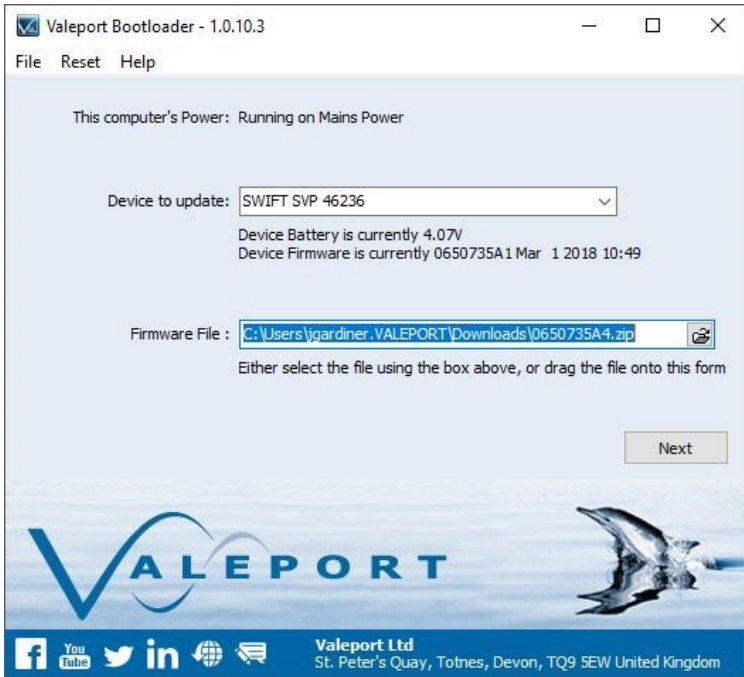 Valeport Bootloader - 1.0.10.3
File Reset Help
This computer's Power: Running on Mains Power
Device to update: SWIFT SVP 46236
Device Battery is currently 4.07V
Device Firmware is currently 0650735A1 Mar 1 2018 10:49
Firmware File : C:\Users\jgardiner.VALEPORT\Downloads\0650735A4.zip
Either select the file using the box above, or drag the file onto this form
Next
VALEPORT
You Tube
Valeport Ltd
St. Peter's Quay, Totnes, Devon, TQ9 5EW United Kingdom